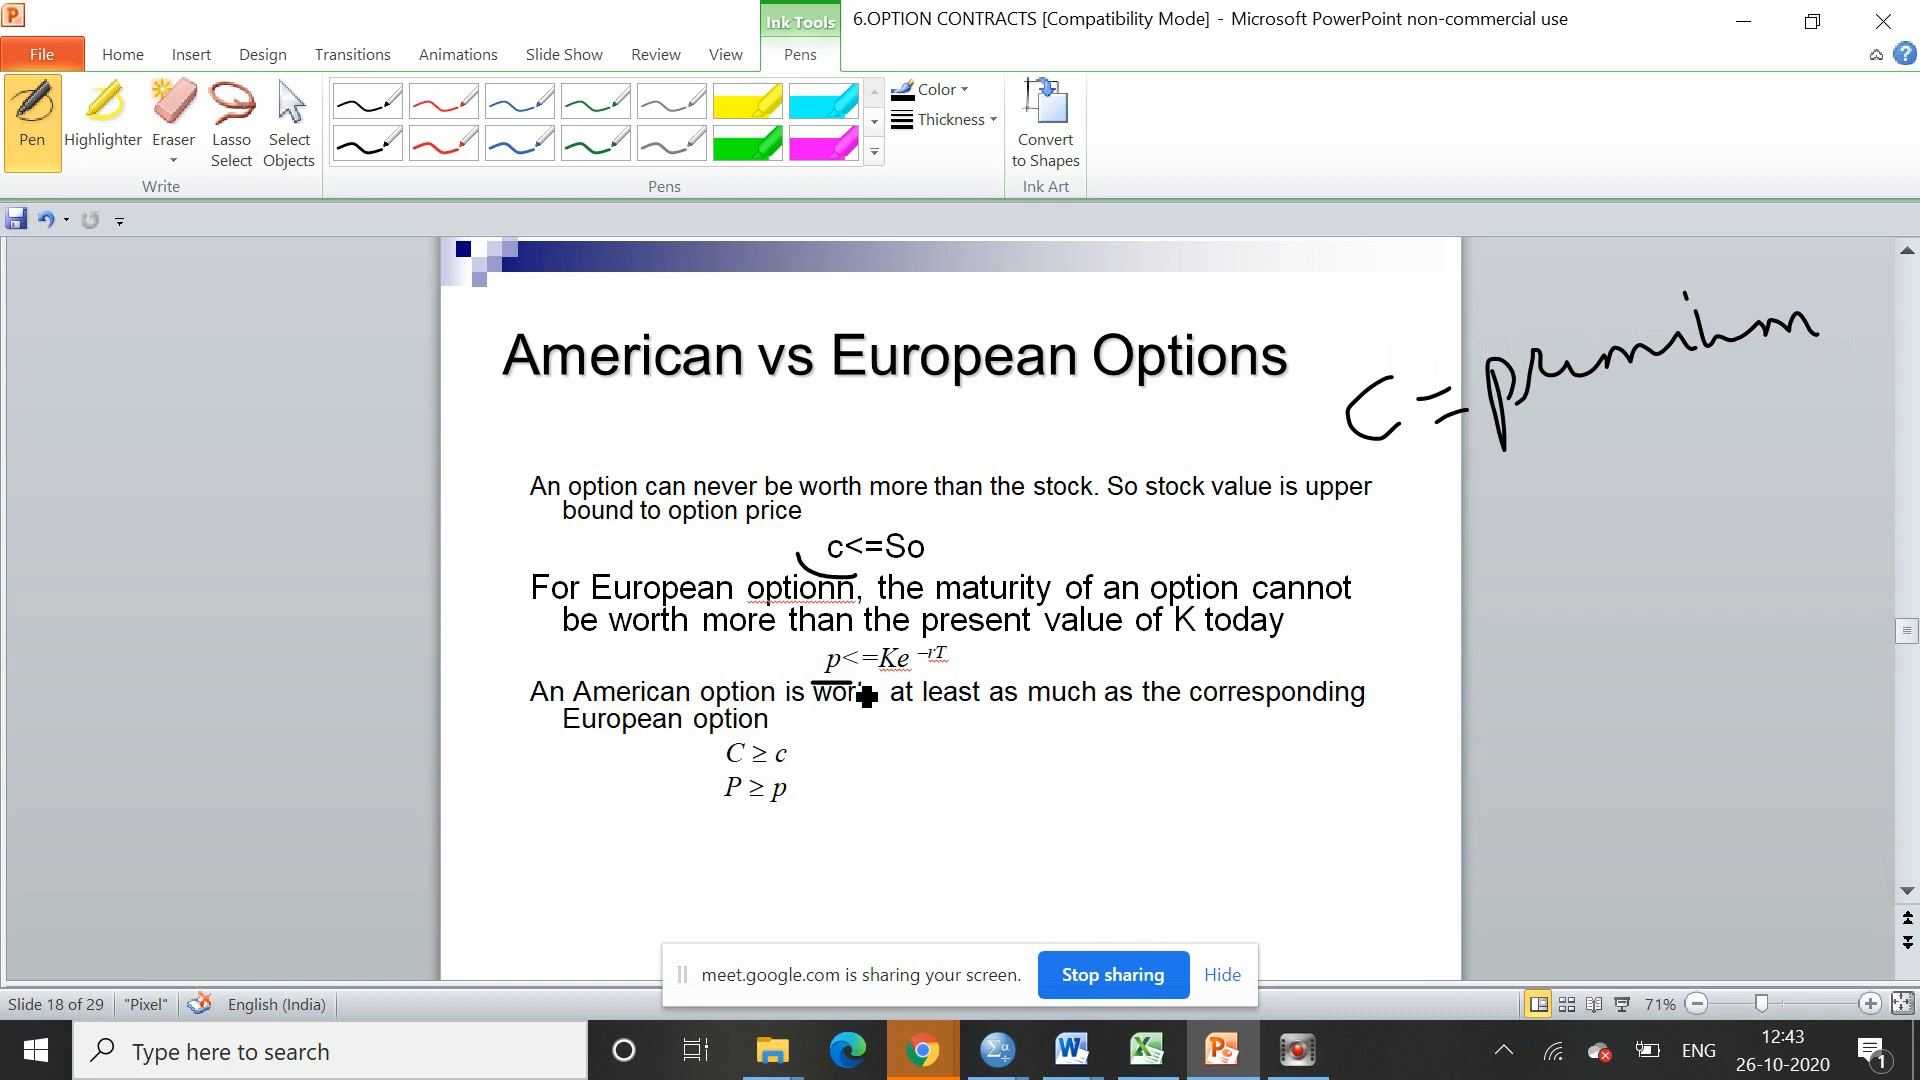 Ink Tools
6.OPTION CONTRACTS [Compatibility Mode] - Microsoft PowerPoint non-commercial use
File Home Insert Design Transitions Animations Slide Show Review View Pens
Pen Highlighter Eraser Lasso Select Select Objects
Color
Thickness
Convert to Shapes
Write Pens Ink Art
American vs European Options
C = premium
An option can never be worth more than the stock. So stock value is upper
bound to option price
c<=So
For European optionn, the maturity of an option cannot
be worth more than the present value of K today
p<=Ke –rT
An American option is wor at least as much as the corresponding
European option
C ≥ c
P ≥ p
meet.google.com is sharing your screen. Stop sharing Hide
Slide 18 of 29 "Pixel" English (India) 71%
Type here to search
ENG
12:43
26-10-2020
1